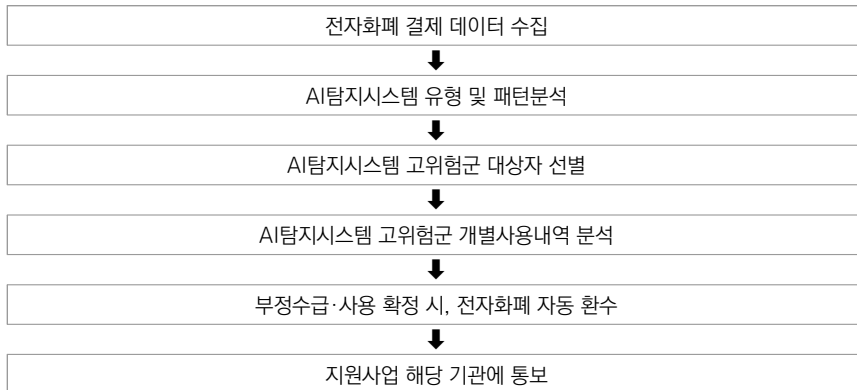 전자화폐 결제 데이터 수집
AI탐지시스템 유형 및 패턴분석
AI탐지시스템 고위험군 대상자 선별
AI탐지시스템 고위험군 개별사용내역 분석
부정수급·사용 확정 시, 전자화폐 자동 환수
지원사업 해당 기관에 통보